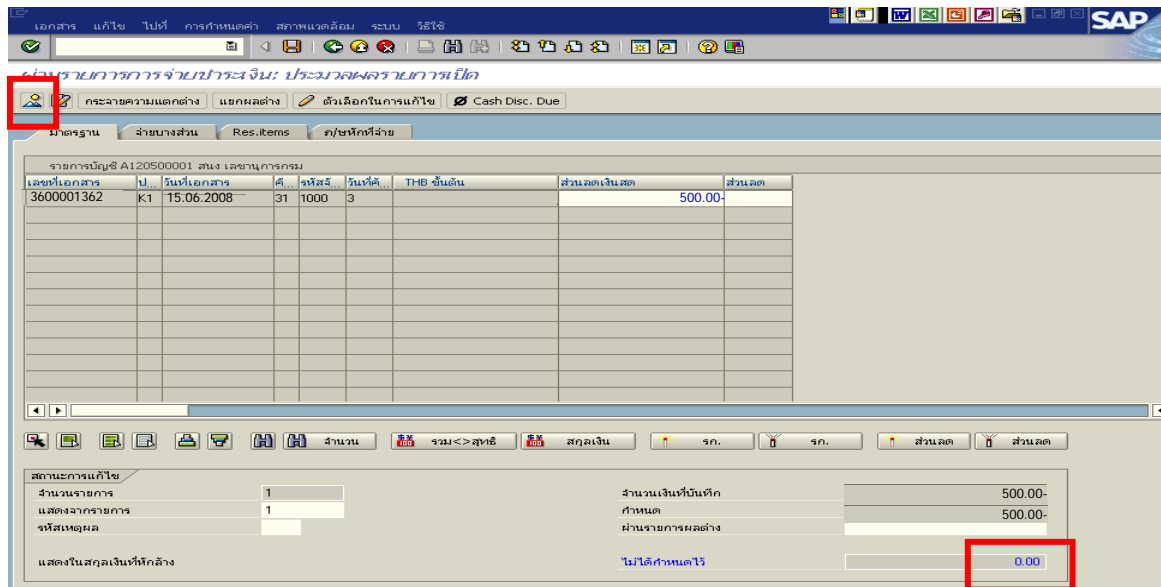 เอกสาร แก้ไข ไปที่ การกำหนดค่า สภาพแวดล้อม ระบบ วิธีใช้
SAP
ผ่านรายการการจ่ายชำระเงิน: ประมวลผลรายการเปิด
กระจายความแตกต่าง แยกผลต่าง ตัวเลือกในการแก้ไข Cash Disc. Due
มาตรฐาน จ่ายบางส่วน Res.items ภ/ษหักที่จ่าย
รายการบัญชี A120500001 สนง เลขานุการกรม
เลขที่เอกสาร ป... วันที่เอกสาร คี... รหัสธุ... วันที่คั... THB ขั้นต้น ส่วนลดเงินสด ส่วนลด
3600001362 K1 15.06.2008 31 1000 3 500.00-
จำนวน รวม<>สุทธิ สกุลเงิน รก. รก. ส่วนลด ส่วนลด
สถานะการแก้ไข
จำนวนรายการ 1 จำนวนเงินที่บันทึก 500.00-
แสดงจากรายการ 1 กำหนด 500.00-
รหัสเหตุผล ผ่านรายการผลต่าง
แสดงในสกุลเงินที่หักล้าง ไม่ได้กำหนดไว้ 0.00